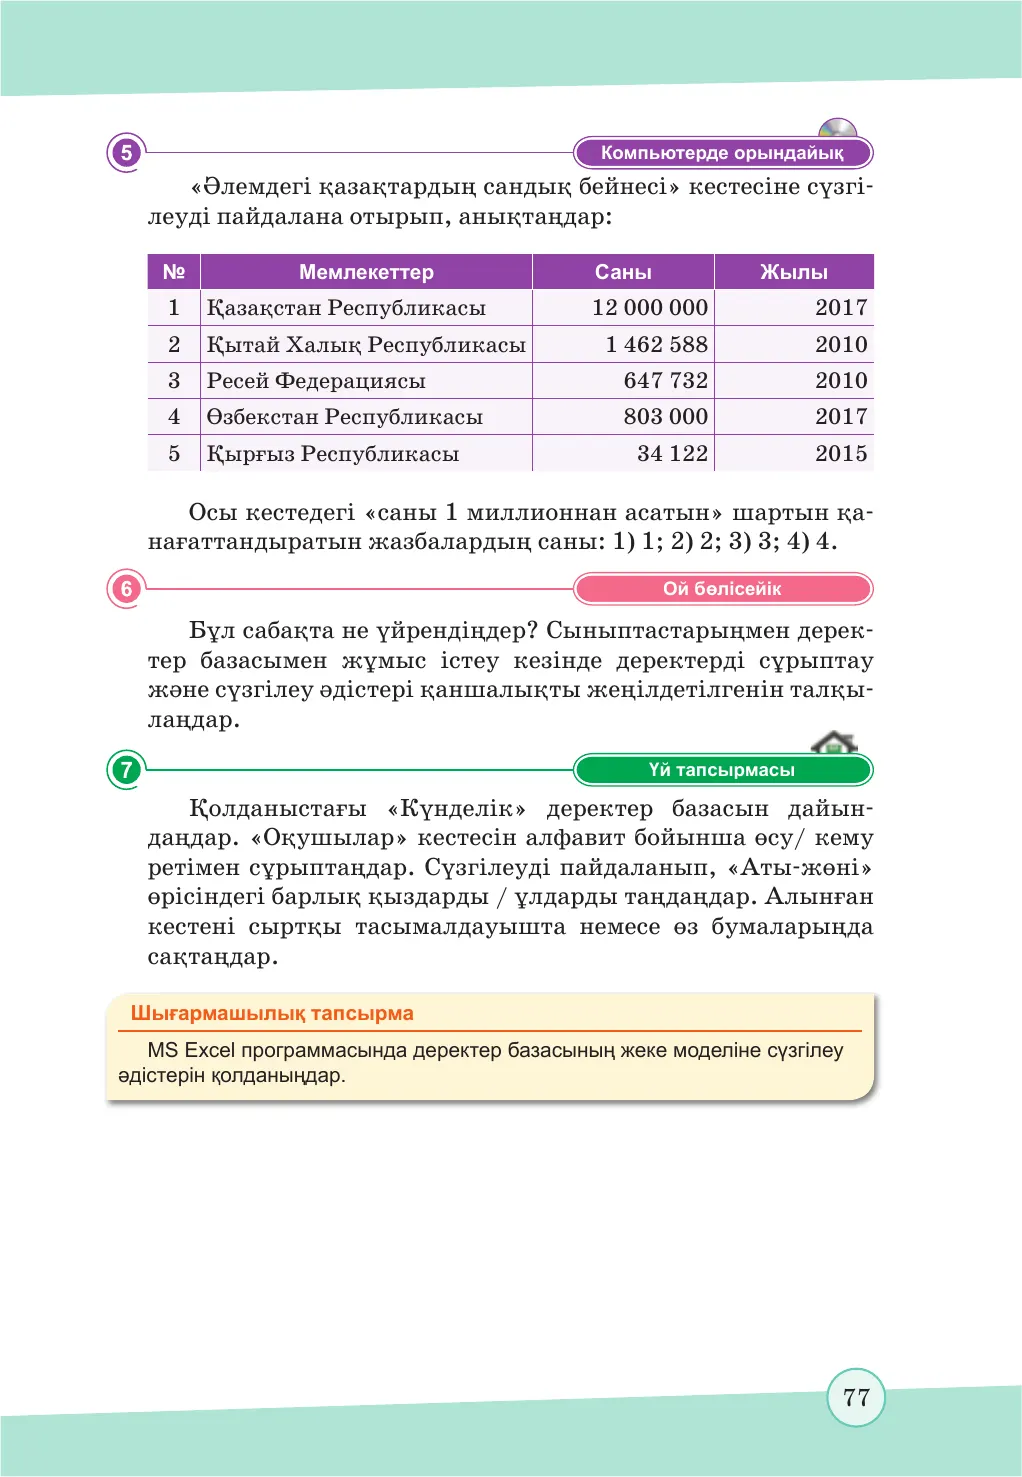 5
Компьютерде орындайық
«Әлемдегі қазақтардың сандық бейнесі» кестесіне сүзгі-
леуді пайдалана отырып, анықтаңдар:
№ Мемлекеттер Саны Жылы
1 Қазақстан Республикасы 12 000 000 2017
2 Қытай Халық Республикасы 1 462 588 2010
3 Ресей Федерациясы 647 732 2010
4 Өзбекстан Республикасы 803 000 2017
5 Қырғыз Республикасы 34 122 2015
Осы кестедегі «саны 1 миллионнан асатын» шартын қа-
нағаттандыратын жазбалардың саны: 1) 1; 2) 2; 3) 3; 4) 4.
6
Ой бөлісейік
Бұл сабақта не үйрендіңдер? Сыныптастарыңмен дерек-
тер базасымен жұмыс істеу кезінде деректерді сұрыптау
және сүзгілеу әдістері қаншалықты жеңілдетілгенін талқы-
лаңдар.
7
Үй тапсырмасы
Қолданыстағы «Күнделік» деректер базасын дайын-
даңдар. «Оқушылар» кестесін алфавит бойынша өсу/ кему
ретімен сұрыптаңдар. Сүзгілеуді пайдаланып, «Аты-жөні»
өрісіндегі барлық қыздарды / ұлдарды таңдаңдар. Алынған
кестені сыртқы тасымалдауышта немесе өз бумаларыңда
сақтаңдар.
Шығармашылық тапсырма
MS Excel программасында деректер базасының жеке моделіне сүзгілеу
әдістерін қолданыңдар.
77